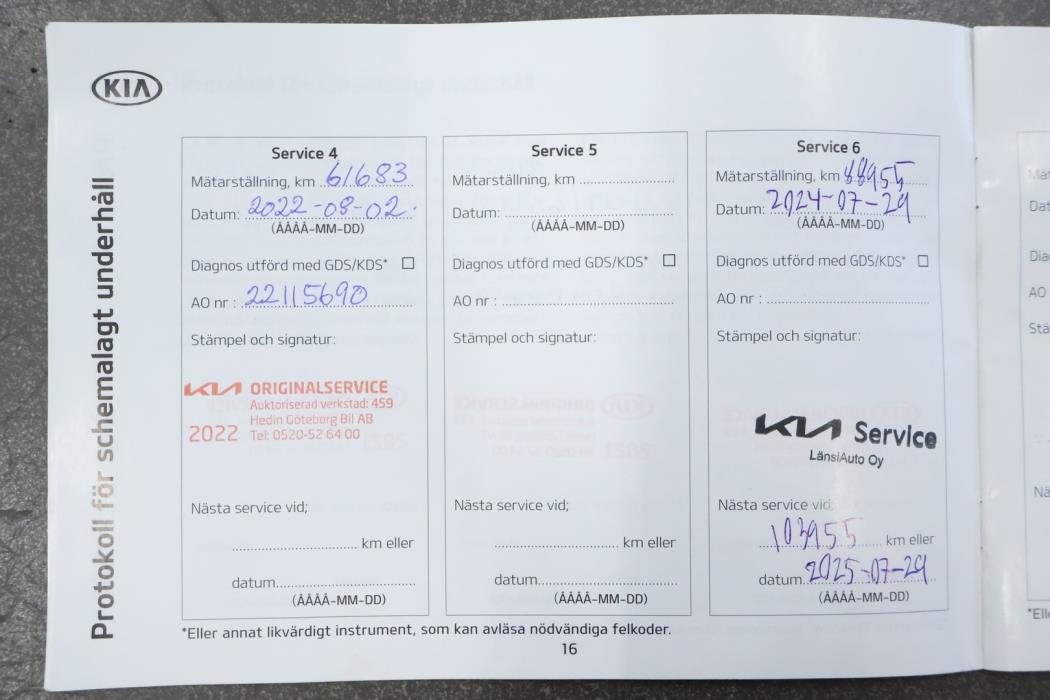 KIA
Protokoll för schemalagt underhåll
Service 4
Mätarställning, km 61683
Datum: 2022-08-02.
(ÅÅÅÅ-MM-DD)
Diagnos utförd med GDS/KDS*
AO nr : 22115690
Stämpel och signatur:
KIA ORIGINALSERVICE
Auktoriserad verkstad: 459
Hedin Göteborg Bil AB
2022 Tel: 0520-52 64 00
Nästa service vid;
km eller
datum
(ÅÅÅÅ-MM-DD)
Service 5
Mätarställning, km
Datum:
(ÅÅÅÅ-MM-DD)
Diagnos utförd med GDS/KDS*
AO nr :
Stämpel och signatur:
Nästa service vid;
km eller
datum
(ÅÅÅÅ-MM-DD)
Service 6
Mätarställning, km 88955
Datum: 2024-07-29
(ÅÅÅÅ-MM-DD)
Diagnos utförd med GDS/KDS*
AO nr :
Stämpel och signatur:
KIA Service
LänsiAuto Oy
Nästa service vid;
103955 km eller
datum 2025-07-29
(ÅÅÅÅ-MM-DD)
*Eller annat likvärdigt instrument, som kan avläsa nödvändiga felkoder.
16